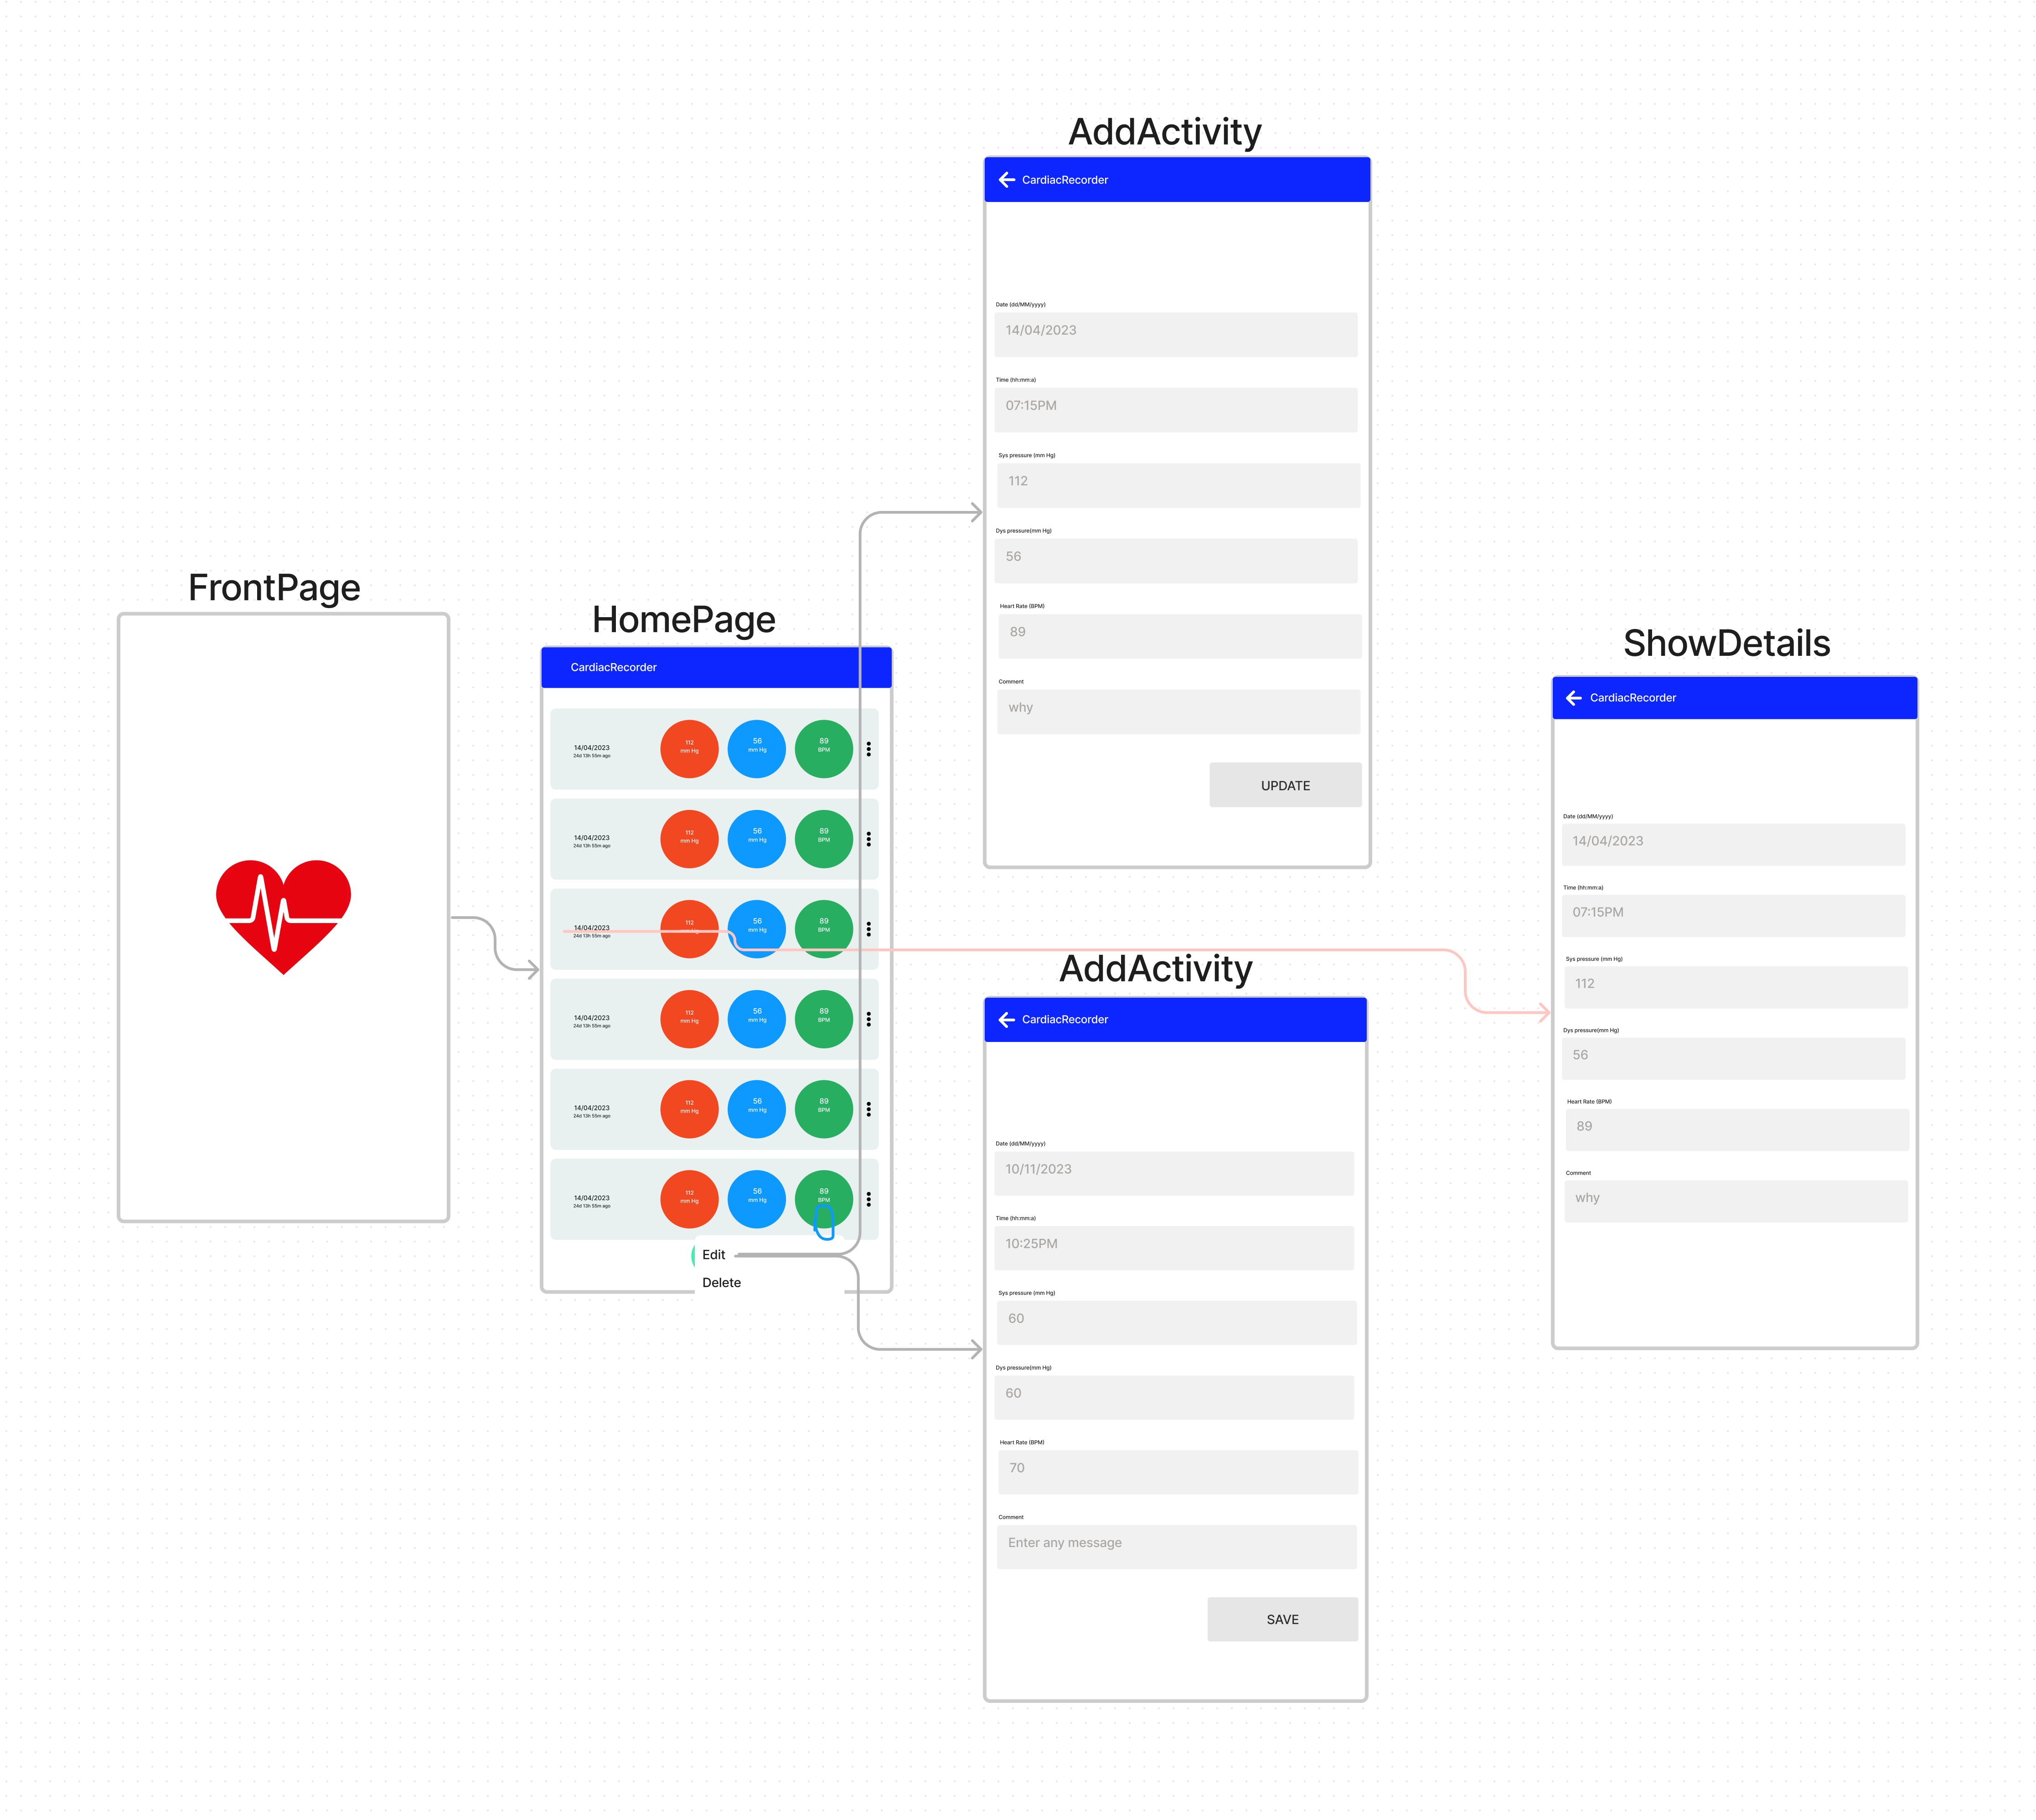 FrontPage
HomePage
CardiacRecorder
14/04/2023
24d 13h 55m ago
112
mm Hg
56
mm Hg
89
BPM
14/04/2023
24d 13h 55m ago
112
mm Hg
56
mm Hg
89
BPM
14/04/2023
24d 13h 55m ago
112
mm Hg
56
mm Hg
89
BPM
14/04/2023
24d 13h 55m ago
112
mm Hg
56
mm Hg
89
BPM
14/04/2023
24d 13h 55m ago
112
mm Hg
56
mm Hg
89
BPM
14/04/2023
24d 13h 55m ago
112
mm Hg
56
mm Hg
89
BPM
Edit
Delete
AddActivity
CardiacRecorder
Date (dd/MM/yyyy)
14/04/2023
Time (hh:mm:a)
07:15PM
Sys pressure (mm Hg)
112
Dys pressure(mm Hg)
56
Heart Rate (BPM)
89
Comment
why
UPDATE
AddActivity
CardiacRecorder
Date (dd/MM/yyyy)
10/11/2023
Time (hh:mm:a)
10:25PM
Sys pressure (mm Hg)
60
Dys pressure(mm Hg)
60
Heart Rate (BPM)
70
Comment
Enter any message
SAVE
ShowDetails
CardiacRecorder
Date (dd/MM/yyyy)
14/04/2023
Time (hh:mm:a)
07:15PM
Sys pressure (mm Hg)
112
Dys pressure(mm Hg)
56
Heart Rate (BPM)
89
Comment
why